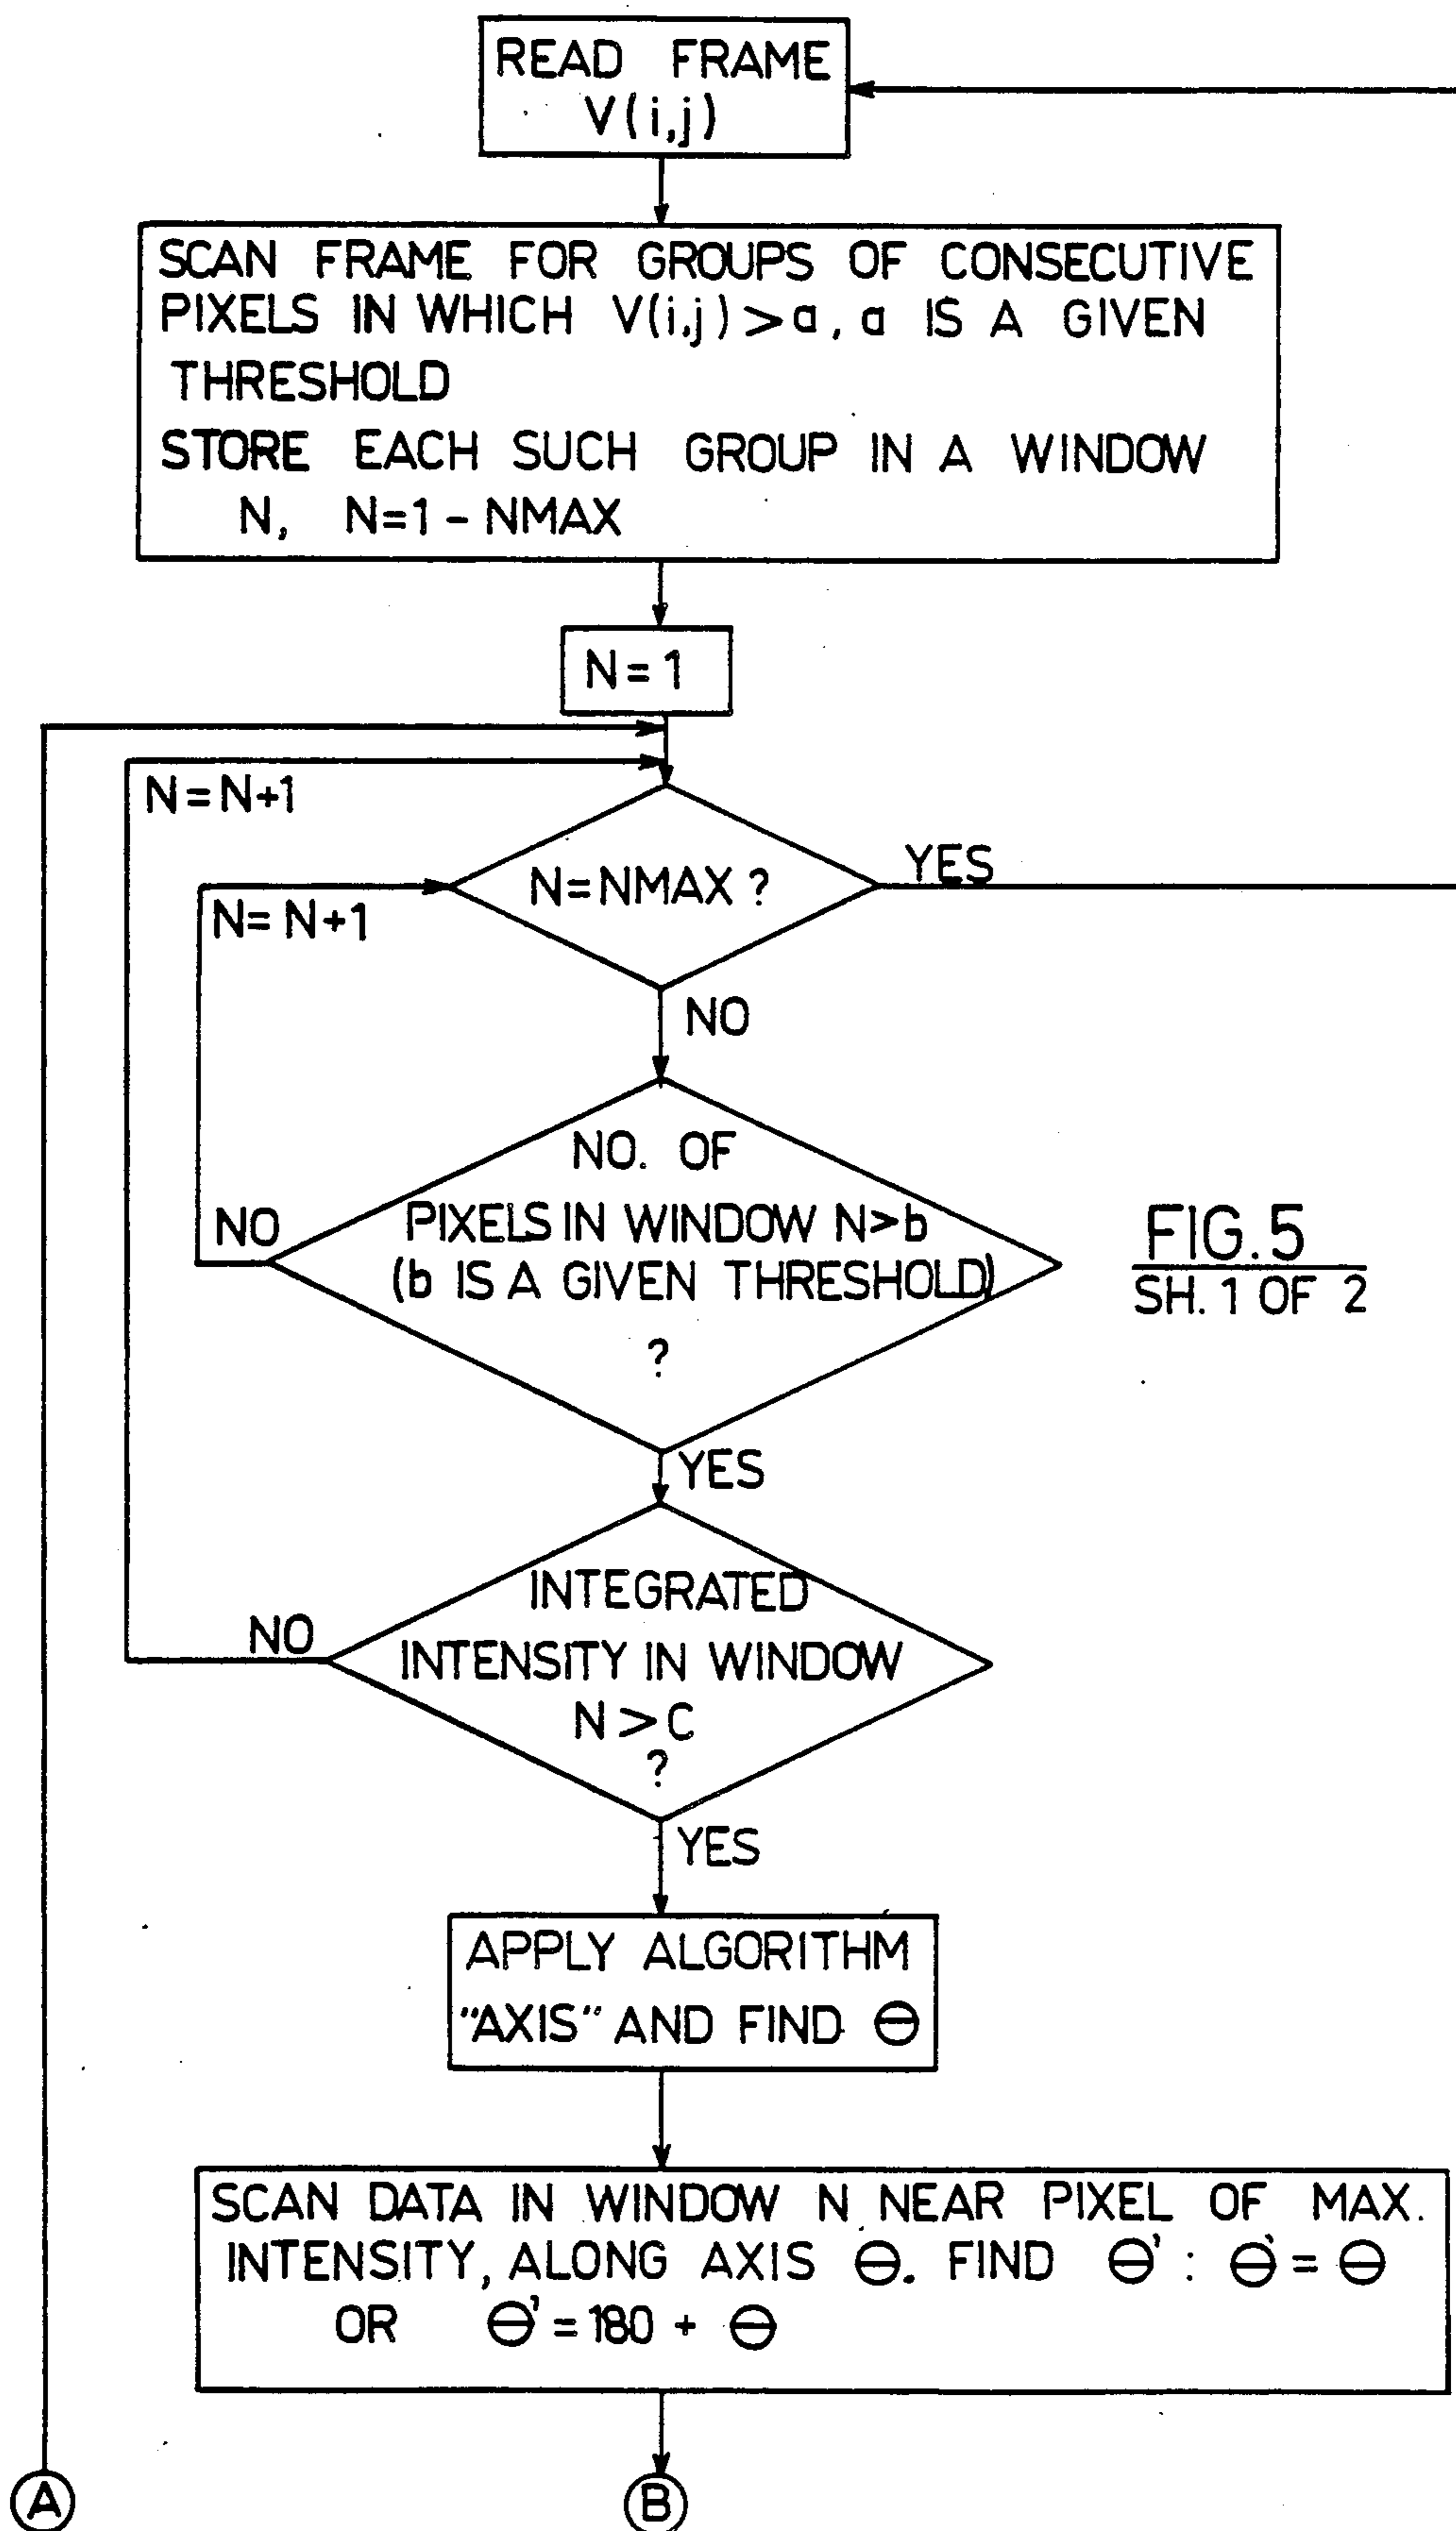 READ FRAME
V(i,j)
SCAN FRAME FOR GROUPS OF CONSECUTIVE
PIXELS IN WHICH V(i,j)>a, a IS A GIVEN
THRESHOLD
STORE EACH SUCH GROUP IN A WINDOW
N, N=1 - NMAX
N=1
N=N+1
N=NMAX ?
YES
N=N+1
NO
NO. OF
PIXELS IN WINDOW N>b
(b IS A GIVEN THRESHOLD)
?
NO
FIG. 5
SH. 1 OF 2
YES
INTEGRATED
INTENSITY IN WINDOW
N>C
?
NO
YES
APPLY ALGORITHM
"AXIS" AND FIND Θ
SCAN DATA IN WINDOW N NEAR PIXEL OF MAX.
INTENSITY, ALONG AXIS Θ. FIND Θ' : Θ' = Θ
OR Θ' = 180 + Θ
A
B